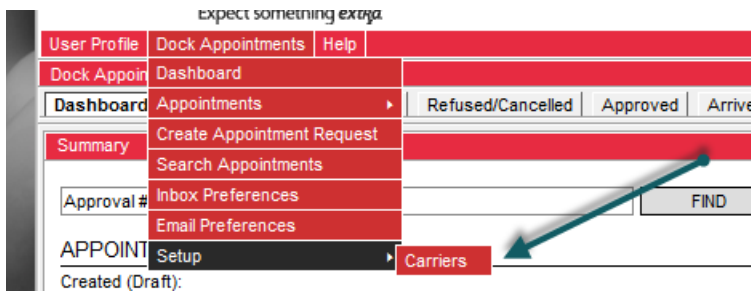 Expect something extra
User Profile Dock Appointments Help
Dock Appoin Dashboard
Dashboard Appointments Refused/Cancelled Approved Arrive
Create Appointment Request
Summary
Search Appointments
Approval # Inbox Preferences FIND
Email Preferences
APPOINT Setup Carriers
Created (Draft):